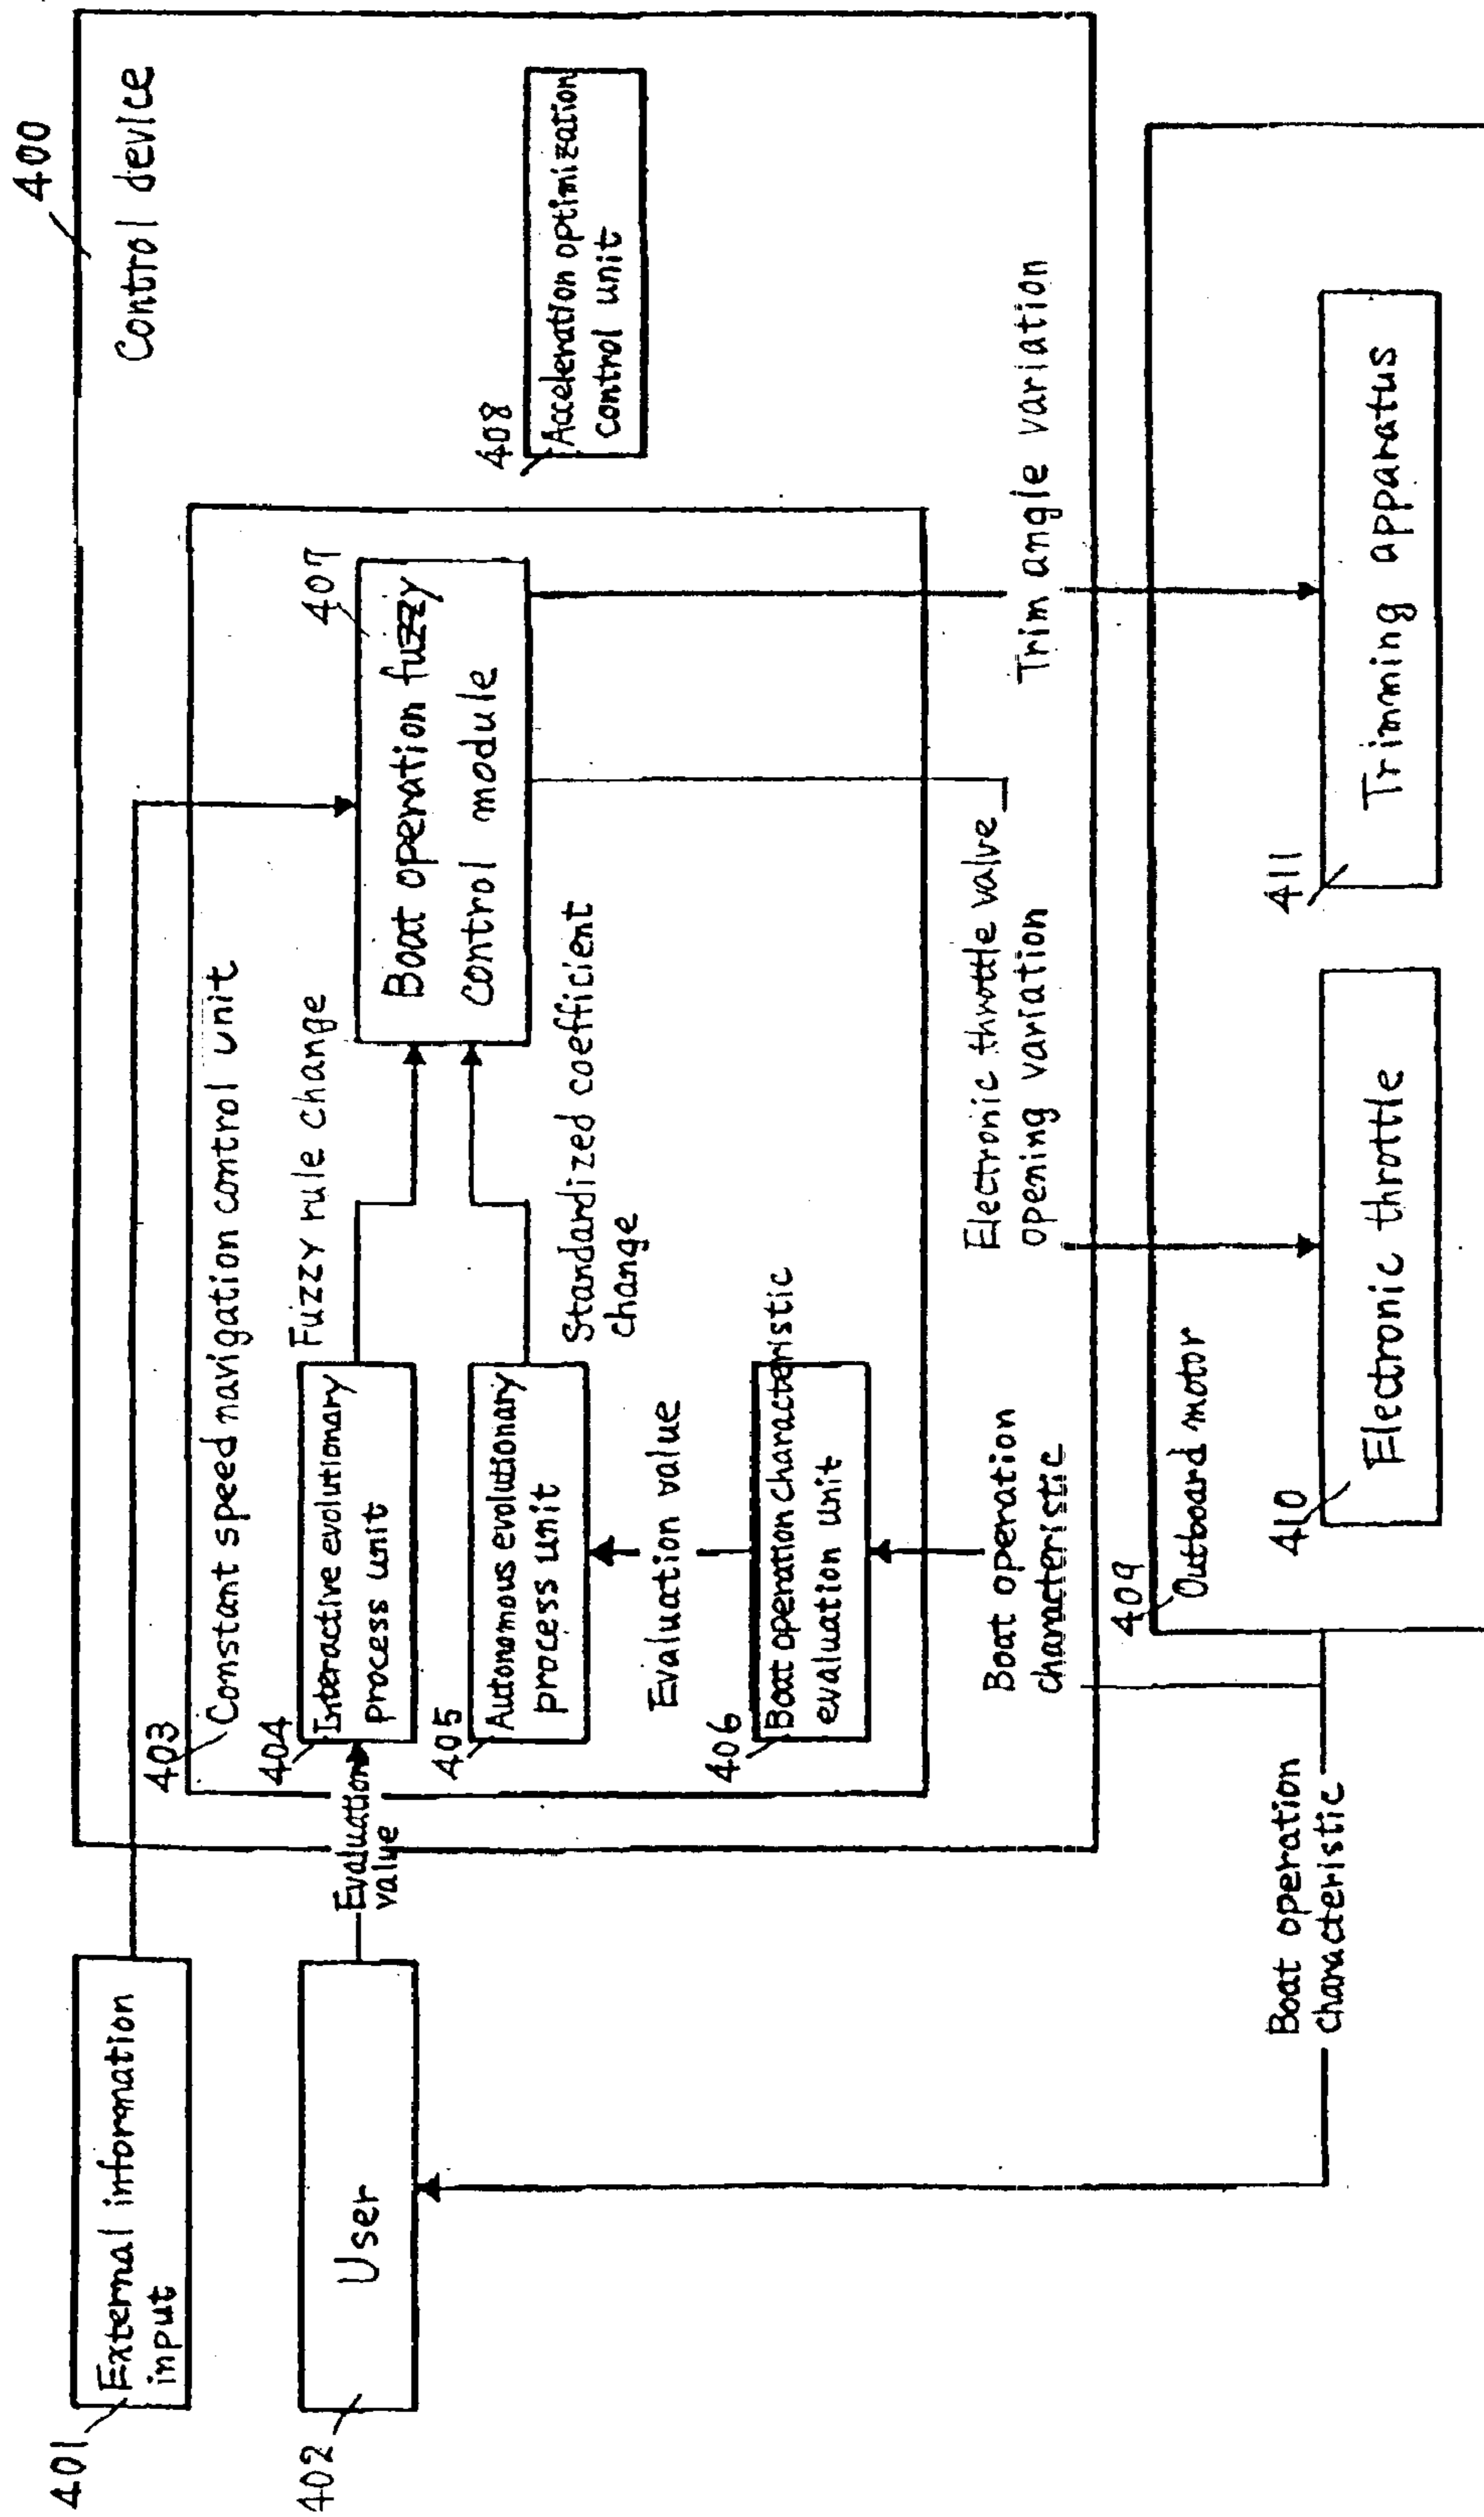 400
Control device
401
External information
input
402
User
Evaluation
value
403
Constant speed navigation control unit
404
Interactive evolutionary
process unit
Fuzzy rule change
405
Autonomous evolutionary
process unit
Standardized coefficient
change
Evaluation value
406
Boat operation characteristic
evaluation unit
407
Boat operation fuzzy
control module
408
Acceleration optimization
control unit
Boat operation
characteristic
Electronic throttle valve
opening variation
Trim angle variation
Boat operation
characteristic
409
Outboard motor
410
Electronic throttle
411
Trimming apparatus